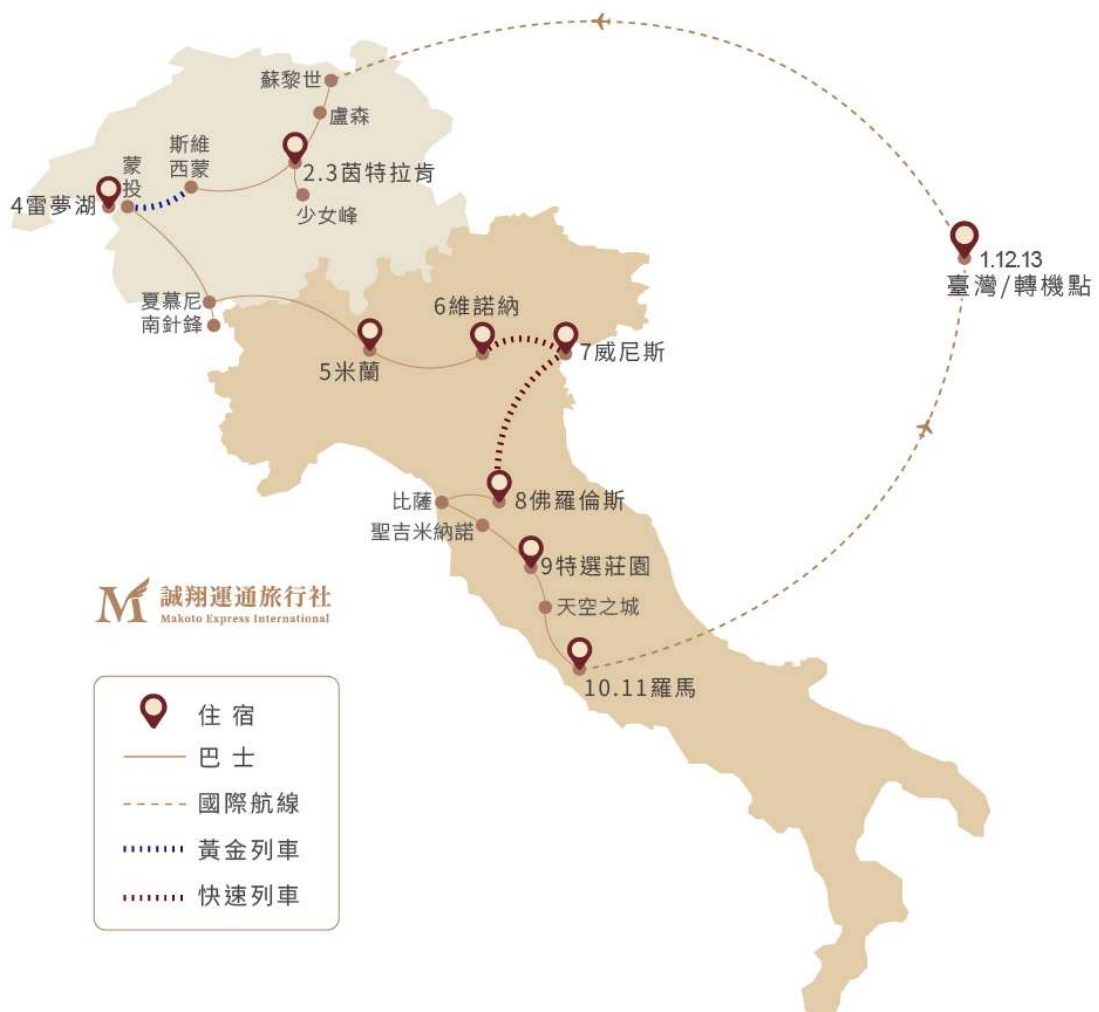 蘇黎世
盧森
斯維
西蒙
蒙
投
2.3茵特拉肯
4雷夢湖
少女峰
1.12.13
臺灣/轉機點
夏慕尼
南針鋒
6維諾納
7威尼斯
5米蘭
比薩
8佛羅倫斯
聖吉米納諾
9特選莊園
天空之城
10.11羅馬
M 誠翔運通旅行社
Makoto Express International
住宿
巴士
國際航線
黃金列車
快速列車